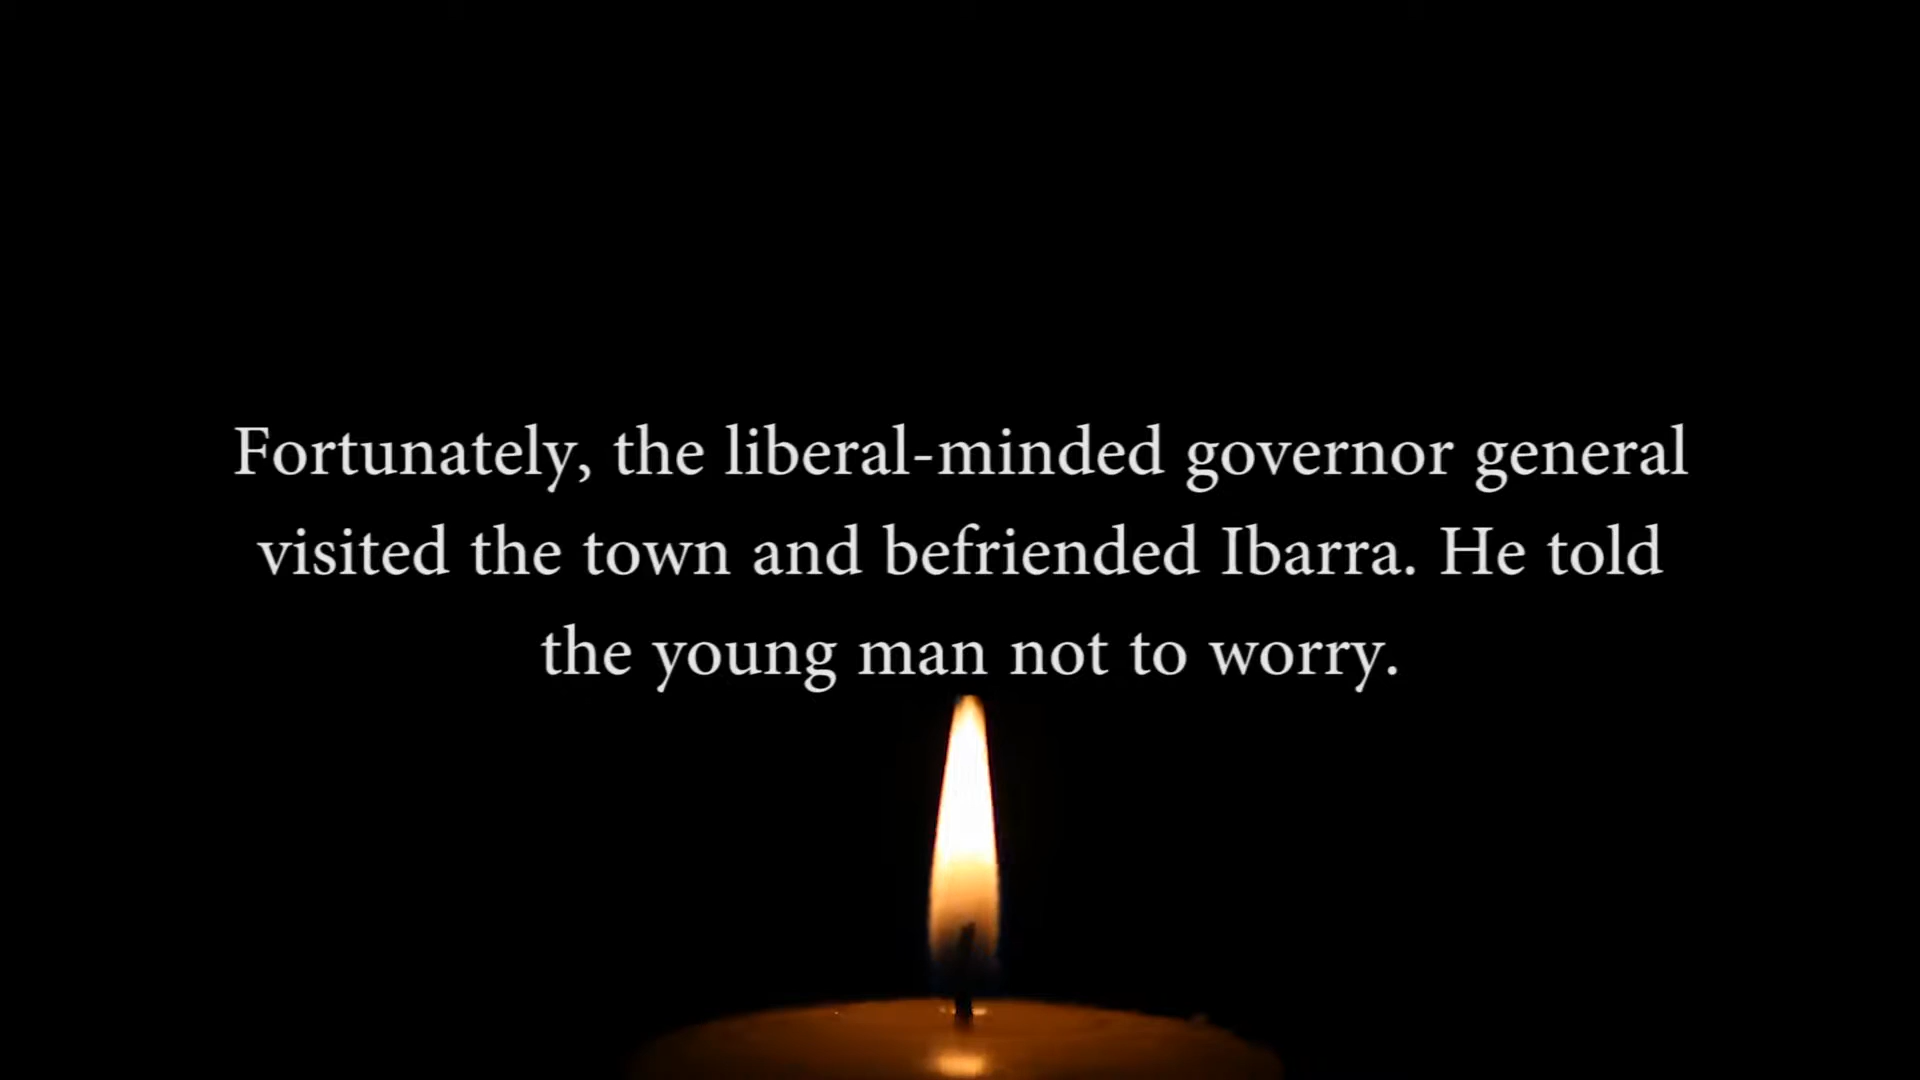 Fortunately, the liberal-minded governor general
visited the town and befriended Ibarra. He told
the young man not to worry.